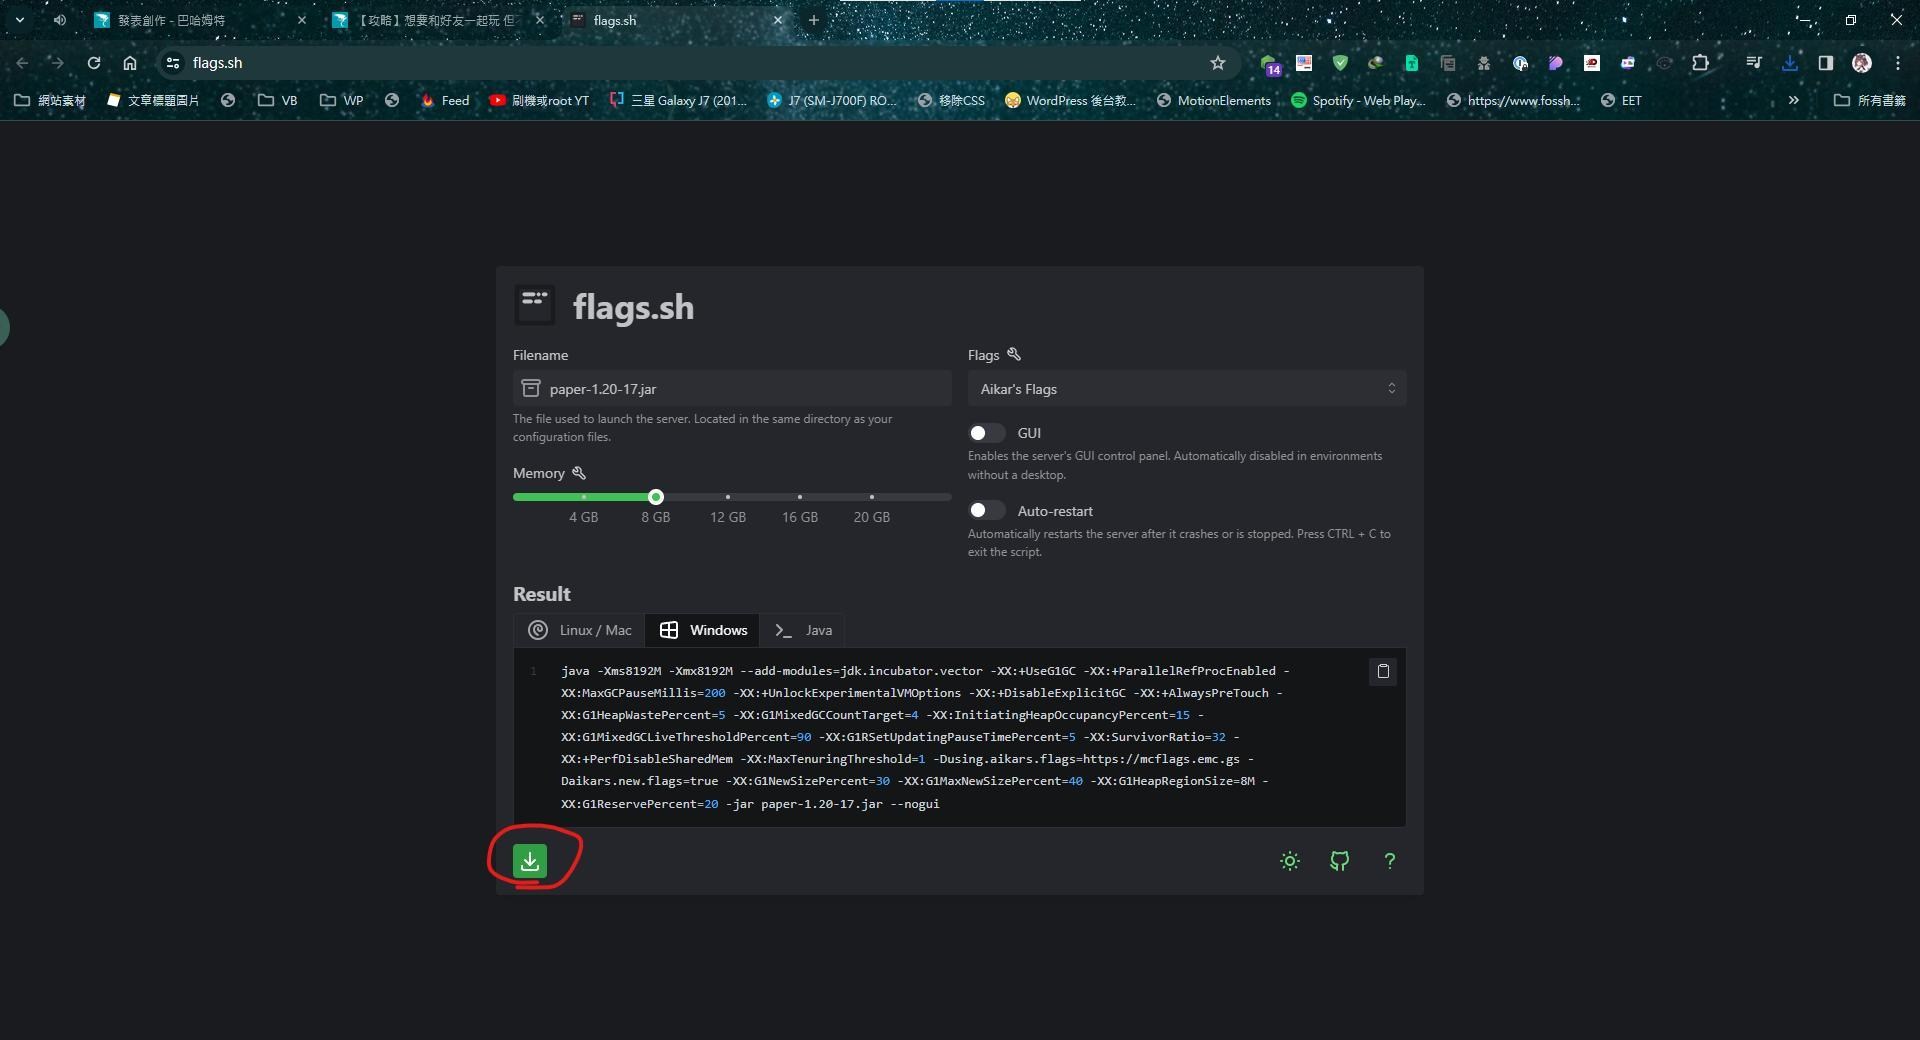 發表創作 - 巴哈姆特
【攻略】想要和好友一起玩 但
flags.sh
flags.sh
14
網站素材
文章標題圖片
VB
WP
Feed
刷機或root YT
三星 Galaxy J7 (201...
J7 (SM-J700F) RO...
移除CSS
WordPress 後台教...
MotionElements
Spotify - Web Play...
https://www.fossh...
EET
所有書籤
flags.sh
Filename
paper-1.20-17.jar
The file used to launch the server. Located in the same directory as your
configuration files.
Memory
4 GB 8 GB 12 GB 16 GB 20 GB
Flags
Aikar's Flags
GUI
Enables the server's GUI control panel. Automatically disabled in environments
without a desktop.
Auto-restart
Automatically restarts the server after it crashes or is stopped. Press CTRL + C to
exit the script.
Result
Linux / Mac
Windows
Java
1
java -Xms8192M -Xmx8192M --add-modules=jdk.incubator.vector -XX:+UseG1GC -XX:+ParallelRefProcEnabled -
XX:MaxGCPauseMillis=200 -XX:+UnlockExperimentalVMOptions -XX:+DisableExplicitGC -XX:+AlwaysPreTouch -
XX:G1HeapWastePercent=5 -XX:G1MixedGCCountTarget=4 -XX:InitiatingHeapOccupancyPercent=15 -
XX:G1MixedGCLiveThresholdPercent=90 -XX:G1RSetUpdatingPauseTimePercent=5 -XX:SurvivorRatio=32 -
XX:+PerfDisableSharedMem -XX:MaxTenuringThreshold=1 -Dusing.aikars.flags=https://mcflags.emc.gs -
Daikars.new.flags=true -XX:G1NewSizePercent=30 -XX:G1MaxNewSizePercent=40 -XX:G1HeapRegionSize=8M -
XX:G1ReservePercent=20 -jar paper-1.20-17.jar --nogui